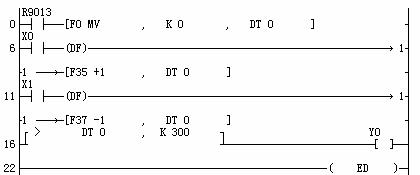 R9013
0 [F0 MV , K 0 , DT 0 ]
X0
6 (DF) 1
1 [F35 +1 , DT 0 ]
X1
11 (DF) 1
1 [F37 -1 , DT 0 ]
16 [ > DT 0 , K 300 ] Y0 [ ]
22 ( ED )